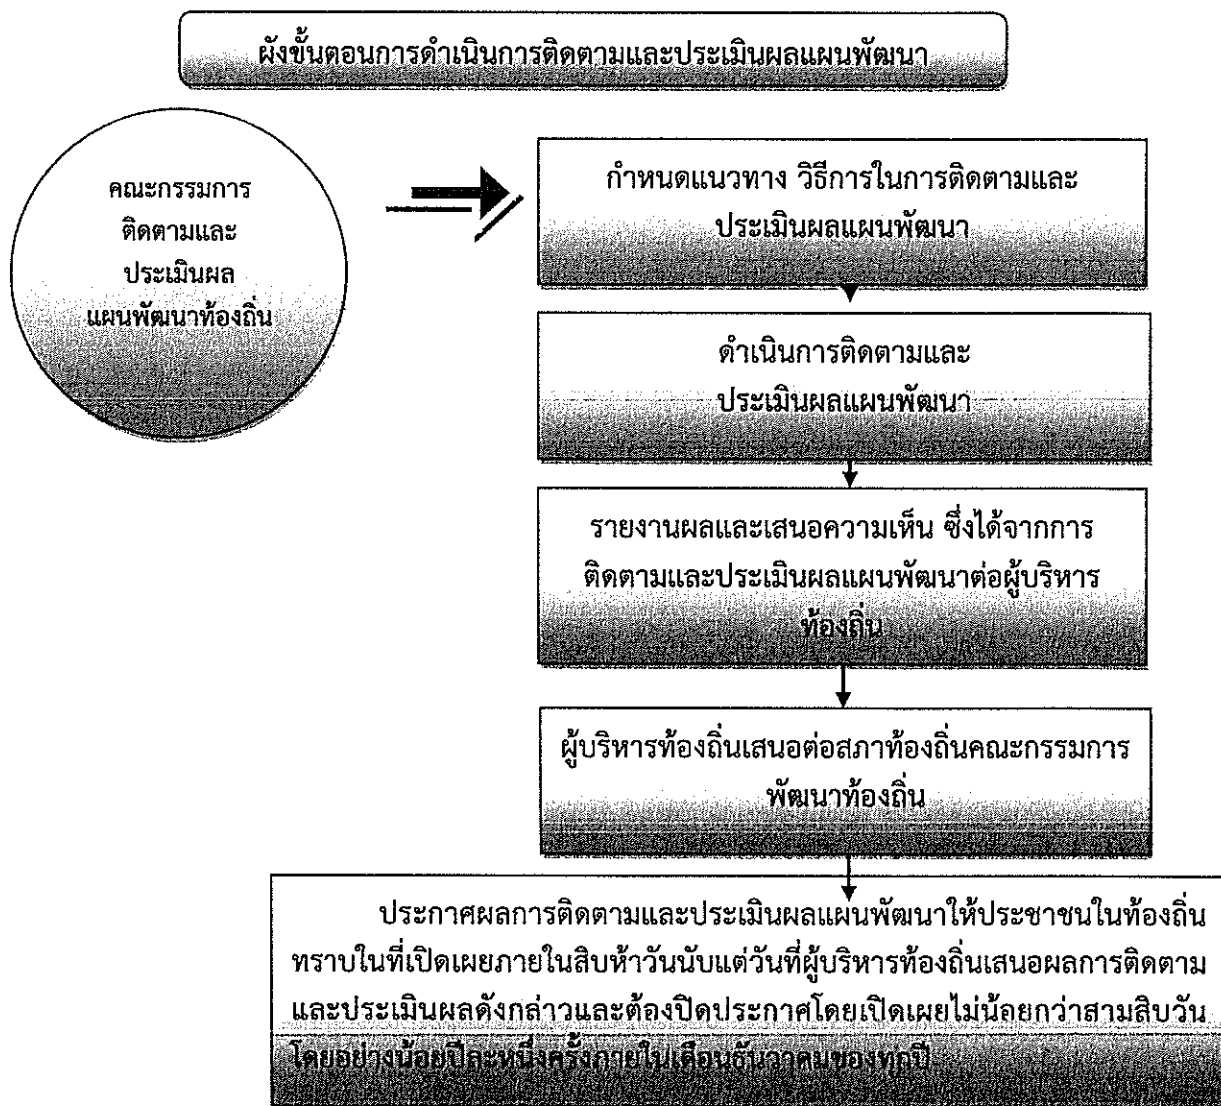 ผังขั้นตอนการดำเนินการติดตามและประเมินผลแผนพัฒนา
คณะกรรมการ
ติดตามและ
ประเมินผล
แผนพัฒนาท้องถิ่น
กำหนดแนวทาง วิธีการในการติดตามและ
ประเมินผลแผนพัฒนา
ดำเนินการติดตามและ
ประเมินผลแผนพัฒนา
รายงานผลและเสนอความเห็น ซึ่งได้จากการ
ติดตามและประเมินผลแผนพัฒนาต่อผู้บริหาร
ท้องถิ่น
ผู้บริหารท้องถิ่นเสนอต่อสภาท้องถิ่นคณะกรรมการ
พัฒนาท้องถิ่น
ประกาศผลการติดตามและประเมินผลแผนพัฒนาให้ประชาชนในท้องถิ่น
ทราบในที่เปิดเผยภายในสิบห้าวันนับแต่วันที่ผู้บริหารท้องถิ่นเสนอผลการติดตาม
และประเมินผลดังกล่าวและต้องปิดประกาศโดยเปิดเผยไม่น้อยกว่าสามสิบวัน
โดยอย่างน้อยปีละหนึ่งครั้งภายในเดือนธันวาคมของทุกปี